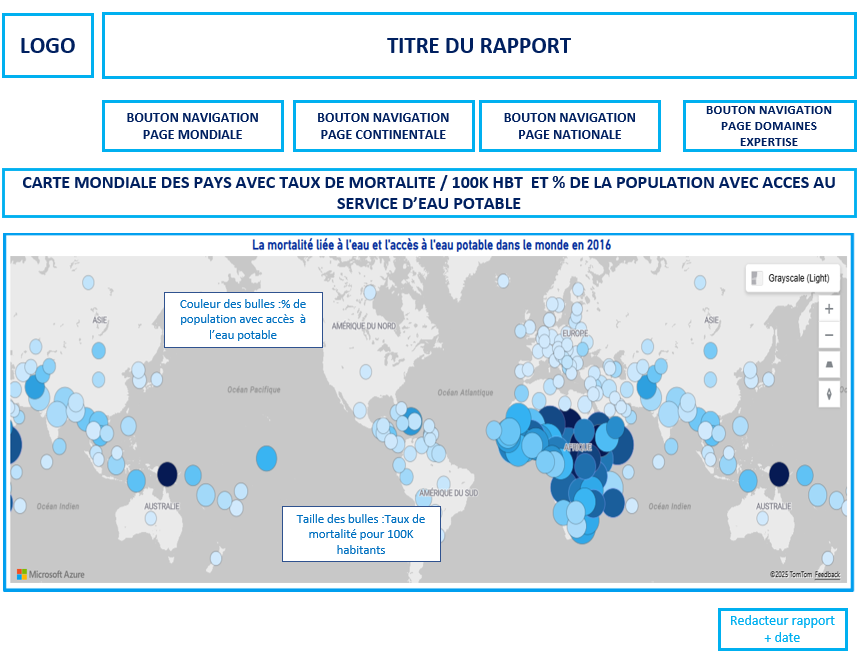 LOGO
TITRE DU RAPPORT
BOUTON NAVIGATION
PAGE MONDIALE
BOUTON NAVIGATION
PAGE CONTINENTALE
BOUTON NAVIGATION
PAGE NATIONALE
BOUTON NAVIGATION
PAGE DOMAINES
EXPERTISE
CARTE MONDIALE DES PAYS AVEC TAUX DE MORTALITE / 100K HBT ET % DE LA POPULATION AVEC ACCES AU
SERVICE D’EAU POTABLE
La mortalité liée à l'eau et l'accès à l'eau potable dans le monde en 2016
Grayscale (Light)
Couleur des bulles :% de
population avec accès à
l’eau potable
ASIE
AMÉRIQUE DU NORD
EUROPE
ASIE
Océan Pacifique
Océan Atlantique
AFRIQUE
AMÉRIQUE DU SUD
Océan Indien
AUSTRALIE
Océan Indien
AUSTRALIE
Taille des bulles :Taux de
mortalité pour 100K
habitants
Microsoft Azure
©2025 TomTom Feedback
Redacteur rapport
+ date